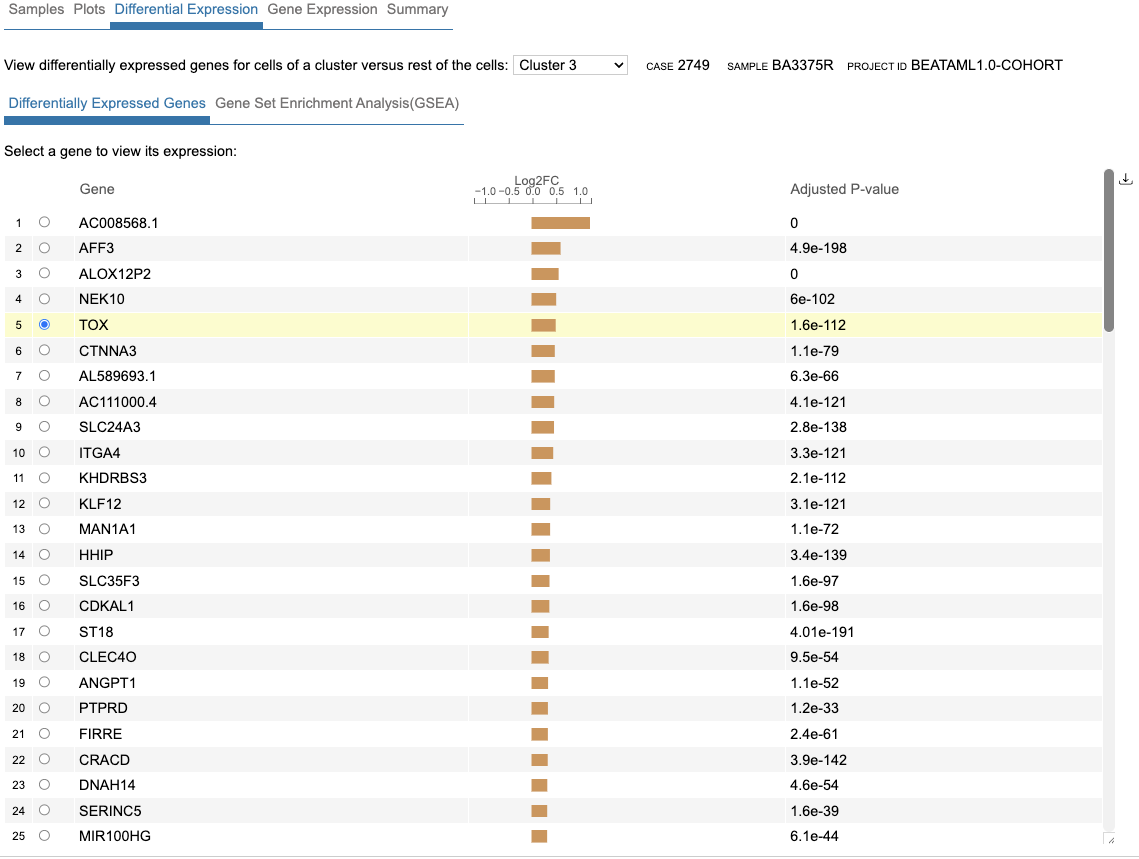 Samples Plots Differential Expression Gene Expression Summary
View differentially expressed genes for cells of a cluster versus rest of the cells: Cluster 3 CASE 2749 SAMPLE BA3375R PROJECT ID BEATAML1.0-COHORT
Differentially Expressed Genes Gene Set Enrichment Analysis(GSEA)
Select a gene to view its expression:
Gene Log2FC Adjusted P-value
−1.0 −0.5 0.0 0.5 1.0
1 AC008568.1 0
2 AFF3 4.9e-198
3 ALOX12P2 0
4 NEK10 6e-102
5 TOX 1.6e-112
6 CTNNA3 1.1e-79
7 AL589693.1 6.3e-66
8 AC111000.4 4.1e-121
9 SLC24A3 2.8e-138
10 ITGA4 3.3e-121
11 KHDRBS3 2.1e-112
12 KLF12 3.1e-121
13 MAN1A1 1.1e-72
14 HHIP 3.4e-139
15 SLC35F3 1.6e-97
16 CDKAL1 1.6e-98
17 ST18 4.01e-191
18 CLEC4O 9.5e-54
19 ANGPT1 1.1e-52
20 PTPRD 1.2e-33
21 FIRRE 2.4e-61
22 CRACD 3.9e-142
23 DNAH14 4.6e-54
24 SERINC5 1.6e-39
25 MIR100HG 6.1e-44